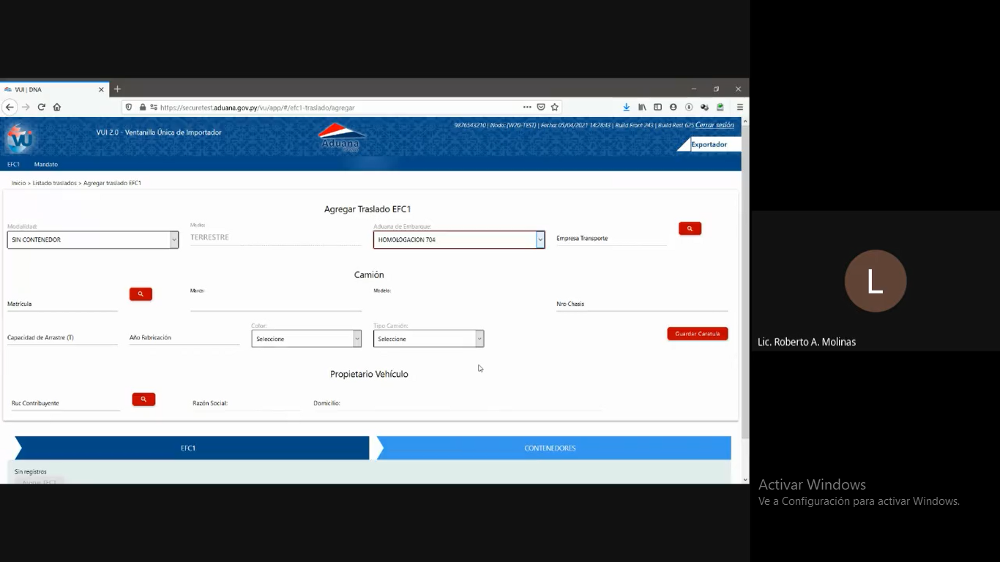 VUI | DNA
https://securetest.aduana.gov.py/vu/app/#/efc1-traslado/agregar
VUI 2.0 - Ventanilla Única de Importador
Aduana
9876543210 | Nodo: [W20-TEST] | Fecha: 05/04/2021 14:28:43 | Build Front 243 | Build Rest 625 Cerrar sesión
Exportador
EFC1 Mandato
Inicio > Listado traslados > Agregar traslado EFC1
Agregar Traslado EFC1
Modalidad: Medio: Aduana de Embarque:
SIN CONTENEDOR TERRESTRE HOMOLOGACION 704 Empresa Transporte
Camión
Marca: Modelo:
Matrícula Nro Chasis
Color: Tipo Camión:
Capacidad de Arrastre (T) Año Fabricación Seleccione Seleccione Guardar Caratula
Propietario Vehículo
Ruc Contribuyente Razón Social: Domicilio:
EFC1 CONTENEDORES
Sin registros
L
Lic. Roberto A. Molinas
Activar Windows
Ve a Configuración para activar Windows.